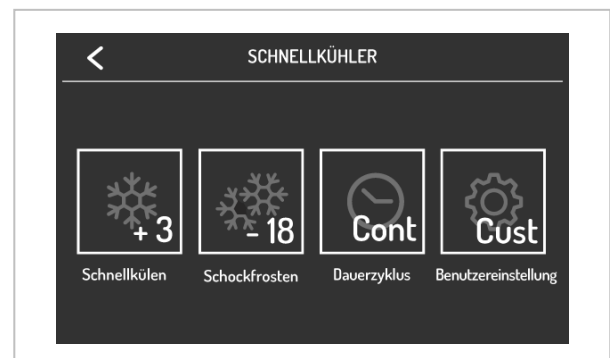 SCHNELLKÜHLER
+ 3 - 18 Cont Cust
Schnellkülen Schockfrosten Dauerzyklus Benutzereinstellung